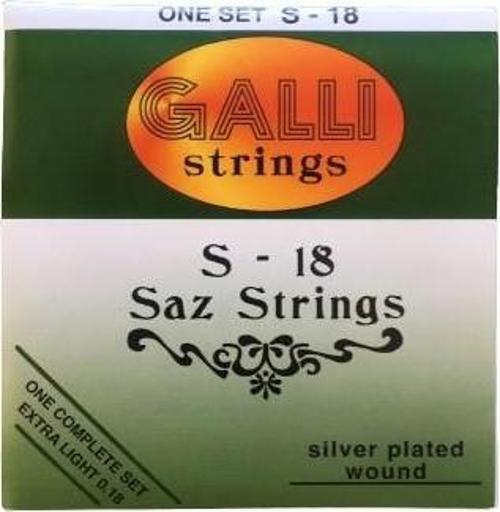 ONE SET S - 18
GALLI
strings
S - 18
Saz Strings
ONE COMPLETE SET
EXTRA LIGHT 0.18
silver plated
wound